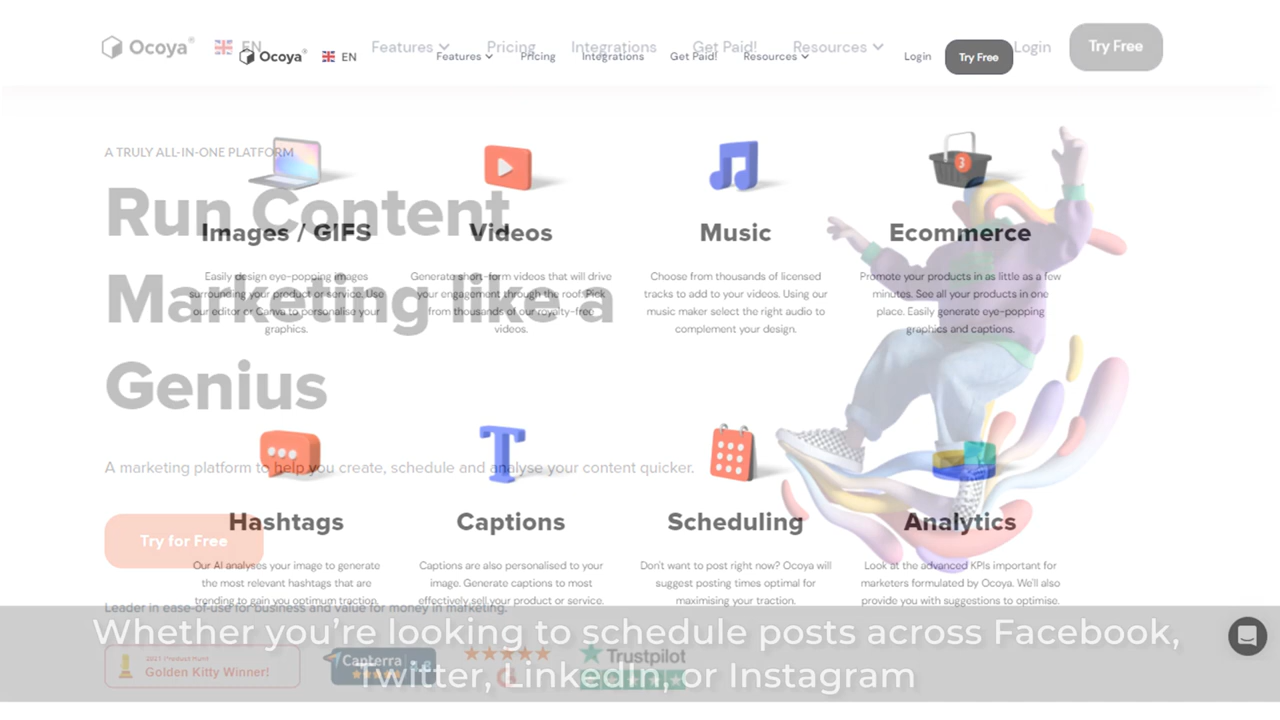 Ocoya® EN Features Pricing Integrations Get Paid! Resources Login Try Free
Ocoya® EN Features Pricing Integrations Get Paid! Resources Login Try Free
A TRULY ALL-IN-ONE PLATFORM
Run Content
Marketing like a
Genius
A marketing platform to help you create, schedule and analyse your content quicker.
Try for Free
Leader in ease-of-use for business and value for money in marketing.
Golden Kitty Winner!
Capterra
Trustpilot
Images / GIFS
Easily design eye-popping images
surrounding your product or service. Use
our editor or Canva to personalise your
graphics.
Videos
Generate short-form videos that will drive
your engagement through the roof! Pick
from thousands of our royalty-free
videos.
Music
Choose from thousands of licensed
tracks to add to your videos. Using our
music maker select the right audio to
complement your design.
3
Ecommerce
Promote your products in as little as a few
minutes. See all your products in one
place. Easily generate eye-popping
graphics and captions.
Hashtags
Our AI analyses your image to generate
the most relevant hashtags that are
trending to gain you optimum traction.
Captions
Captions are also personalised to your
image. Generate captions to most
effectively sell your product or service.
Scheduling
Don't want to post right now? Ocoya will
suggest posting times optimal for
maximising your traction.
Analytics
Look at the advanced KPIs important for
marketers formulated by Ocoya. We'll also
provide you with suggestions to optimise.
Whether you're looking to schedule posts across Facebook,
Twitter, LinkedIn, or Instagram